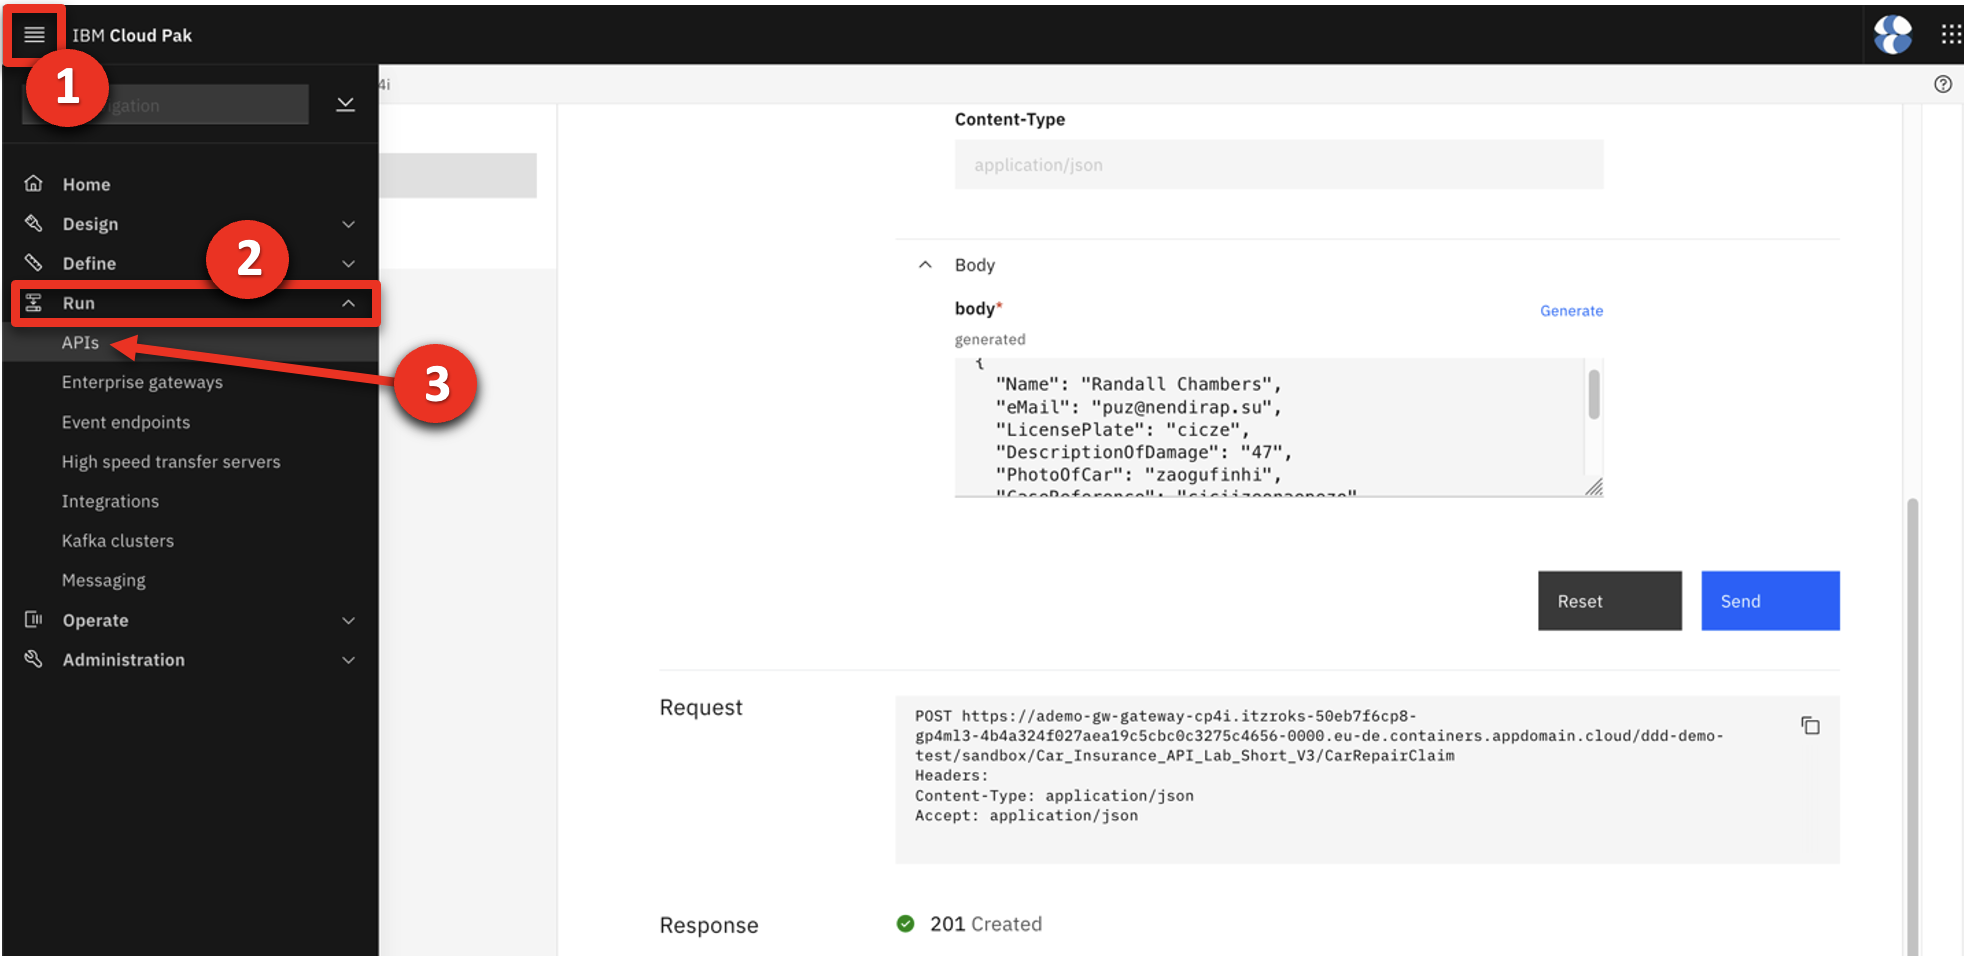 IBM Cloud Pak
1
4i
Home
Design
Define
2
Run
APIs
3
Enterprise gateways
Event endpoints
High speed transfer servers
Integrations
Kafka clusters
Messaging
Operate
Administration
Content-Type
application/json
Body
body*
Generate
generated
{
"Name": "Randall Chambers",
"eMail": "puz@nendirap.su",
"LicensePlate": "cicze",
"DescriptionOfDamage": "47",
"PhotoOfCar": "zaogufinhi",
Reset
Send
Request
POST https://ademo-gw-gateway-cp4i.itzroks-50eb7f6cp8-
gp4ml3-4b4a324f027aea19c5cbc0c3275c4656-0000.eu-de.containers.appdomain.cloud/ddd-demo-
test/sandbox/Car_Insurance_API_Lab_Short_V3/CarRepairClaim
Headers:
Content-Type: application/json
Accept: application/json
Response
201 Created